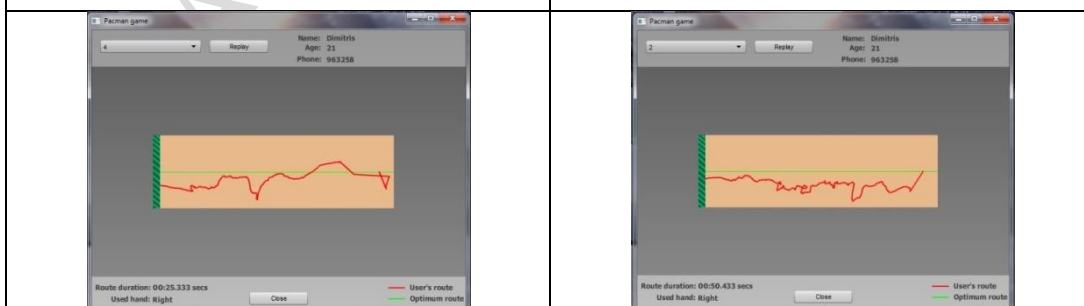 Pacman game
4
Replay
Name: Dimitris
Age: 21
Phone: 963258
Route duration: 00:25.333 secs
Used hand: Right
Close
User's route
Optimum route
Pacman game
2
Replay
Name: Dimitris
Age: 21
Phone: 963258
Route duration: 00:50.433 secs
Used hand: Right
Close
User's route
Optimum route